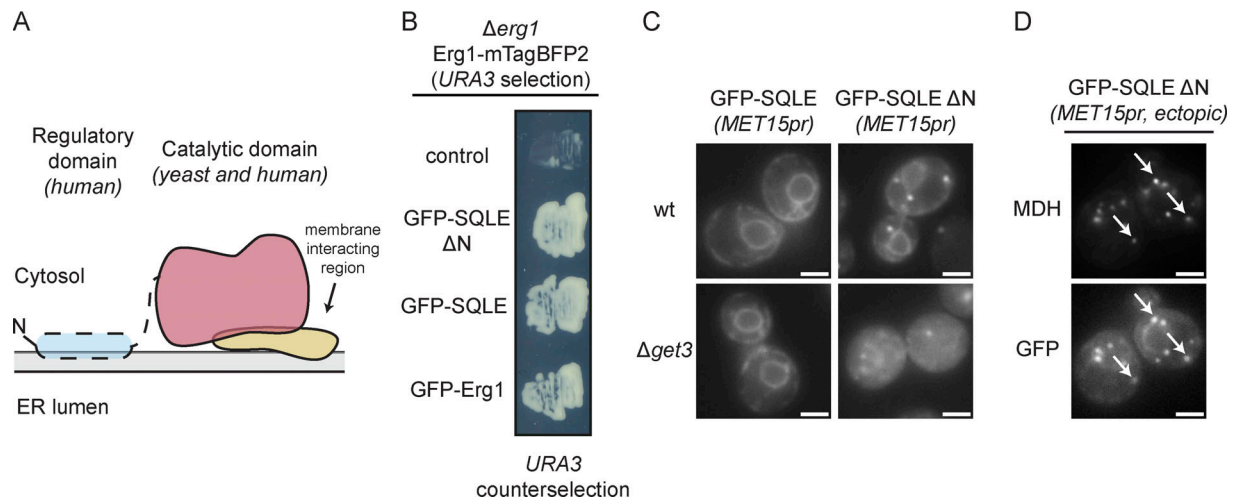 A
Regulatory
domain
(human)
Catalytic domain
(yeast and human)
membrane
interacting
region
Cytosol
N
ER lumen
B
Δerg1
Erg1-mTagBFP2
(URA3 selection)
control
GFP-SQLE
ΔN
GFP-SQLE
GFP-Erg1
URA3
counterselection
C
GFP-SQLE
(MET15pr)
GFP-SQLE ΔN
(MET15pr)
wt
Δget3
D
GFP-SQLE ΔN
(MET15pr, ectopic)
MDH
GFP